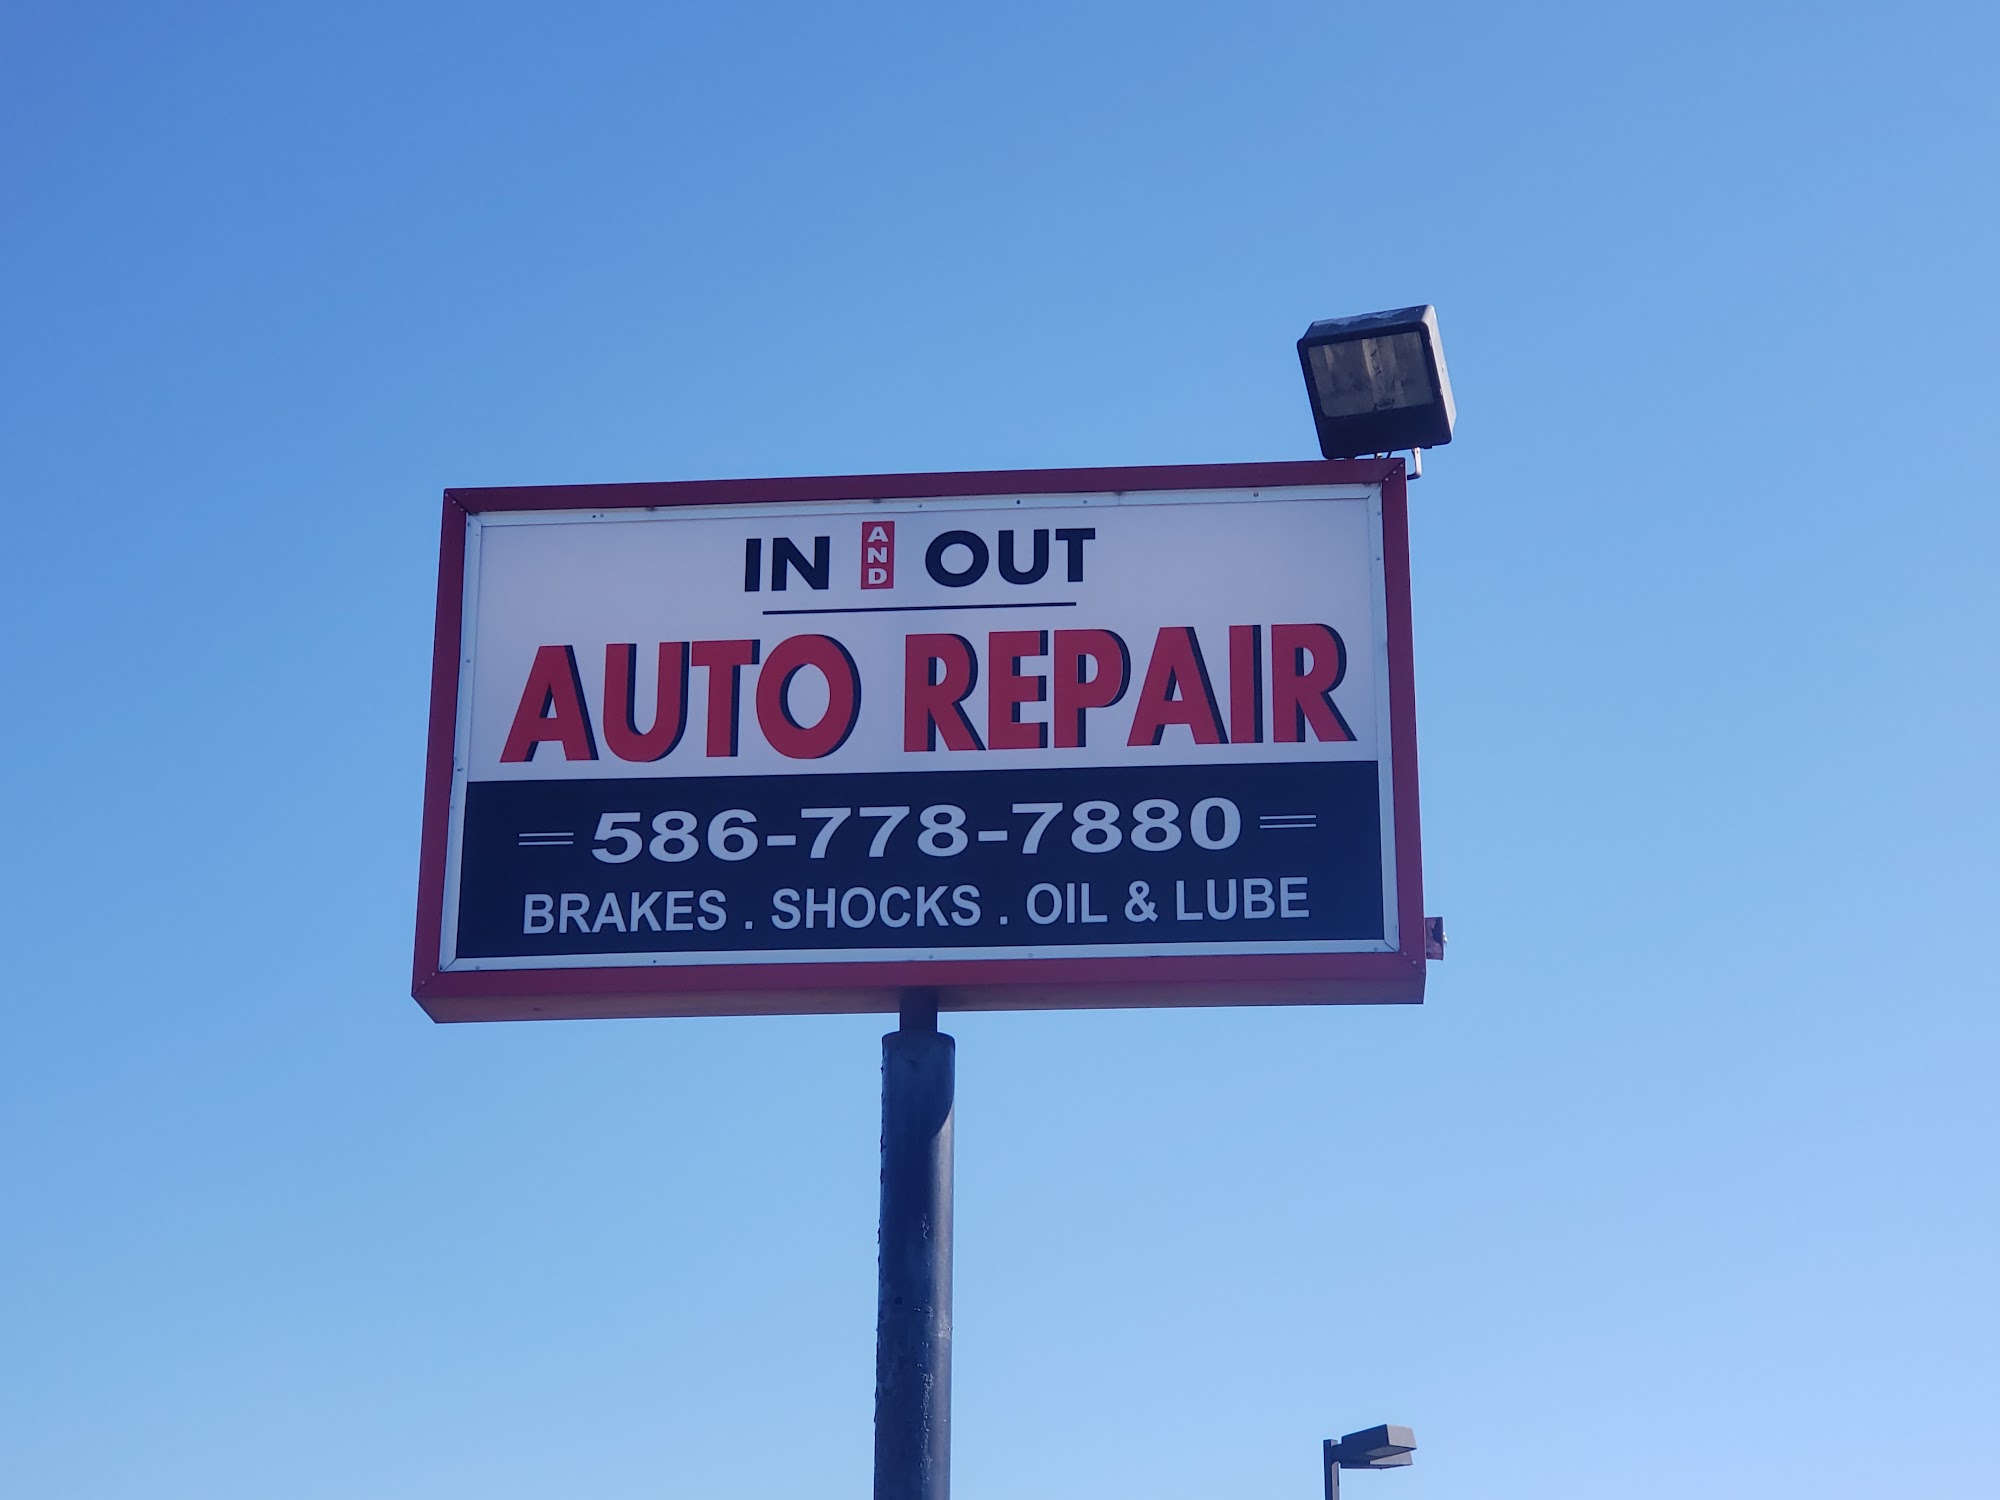 IN AND OUT
AUTO REPAIR
586-778-7880
BRAKES . SHOCKS . OIL & LUBE